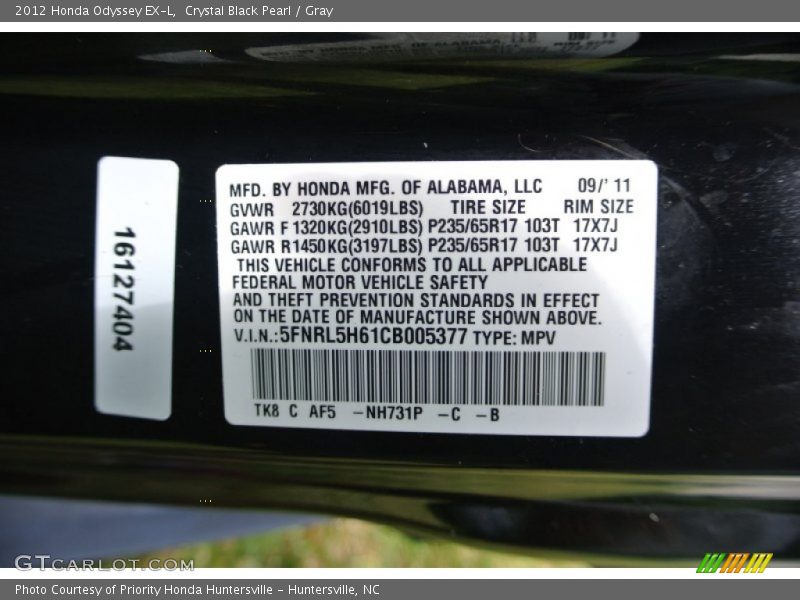 2012 Honda Odyssey EX-L,  Crystal Black Pearl / Gray
16127404
MFD. BY HONDA MFG. OF ALABAMA, LLC 09/' 11
GVWR 2730KG(6019LBS) TIRE SIZE RIM SIZE
GAWR F 1320KG(2910LBS) P235/65R17 103T 17X7J
GAWR R1450KG(3197LBS) P235/65R17 103T 17X7J
THIS VEHICLE CONFORMS TO ALL APPLICABLE
FEDERAL MOTOR VEHICLE SAFETY
AND THEFT PREVENTION STANDARDS IN EFFECT
ON THE DATE OF MANUFACTURE SHOWN ABOVE.
V.I.N.:5FNRL5H61CB005377 TYPE: MPV
TK8 C AF5 -NH731P -C -B
GTCARLOT.COM
Photo Courtesy of Priority Honda Huntersville - Huntersville, NC